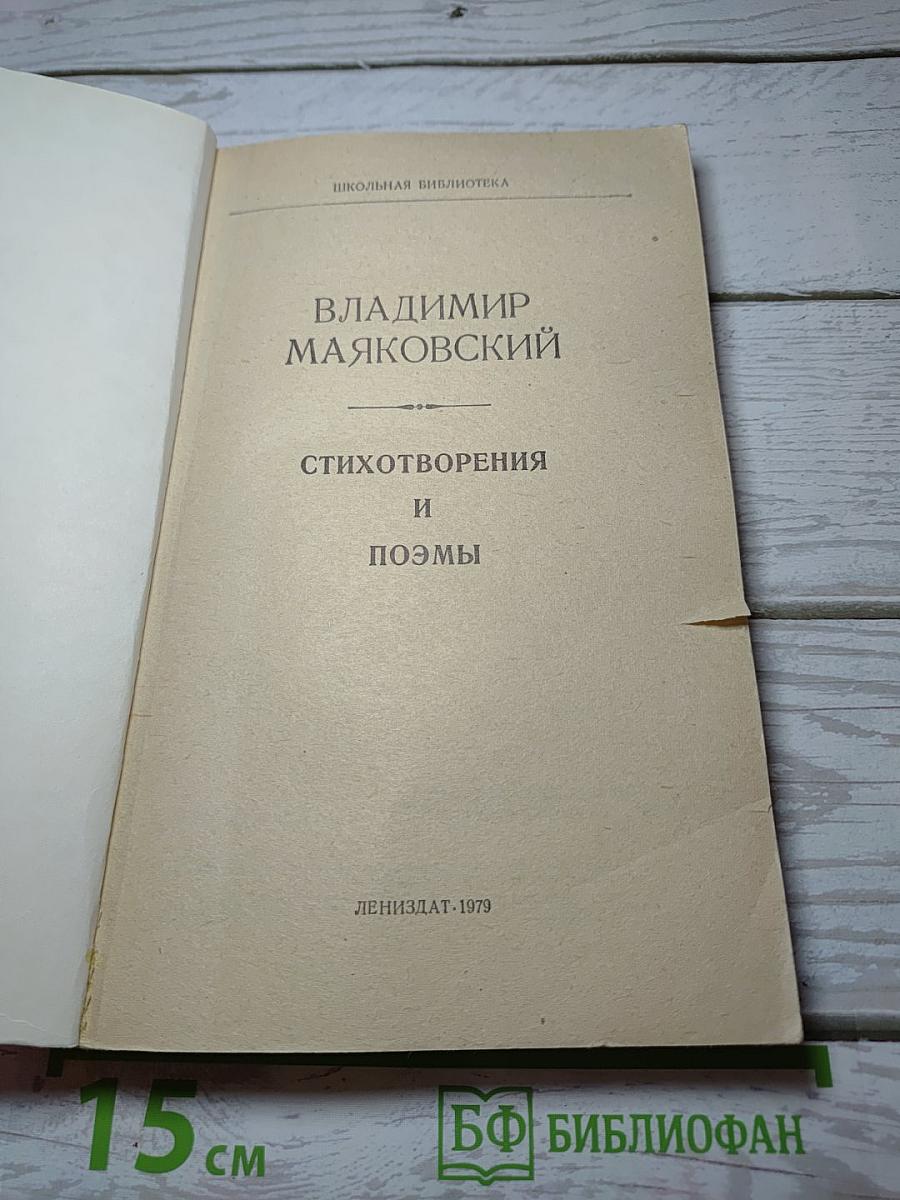 ШКОЛЬНАЯ БИБЛИОТЕКА
ВЛАДИМИР
МАЯКОВСКИЙ
СТИХОТВОРЕНИЯ
И
ПОЭМЫ
ЛЕНИЗДАТ·1979
15 см
БФ БИБЛИОФАН